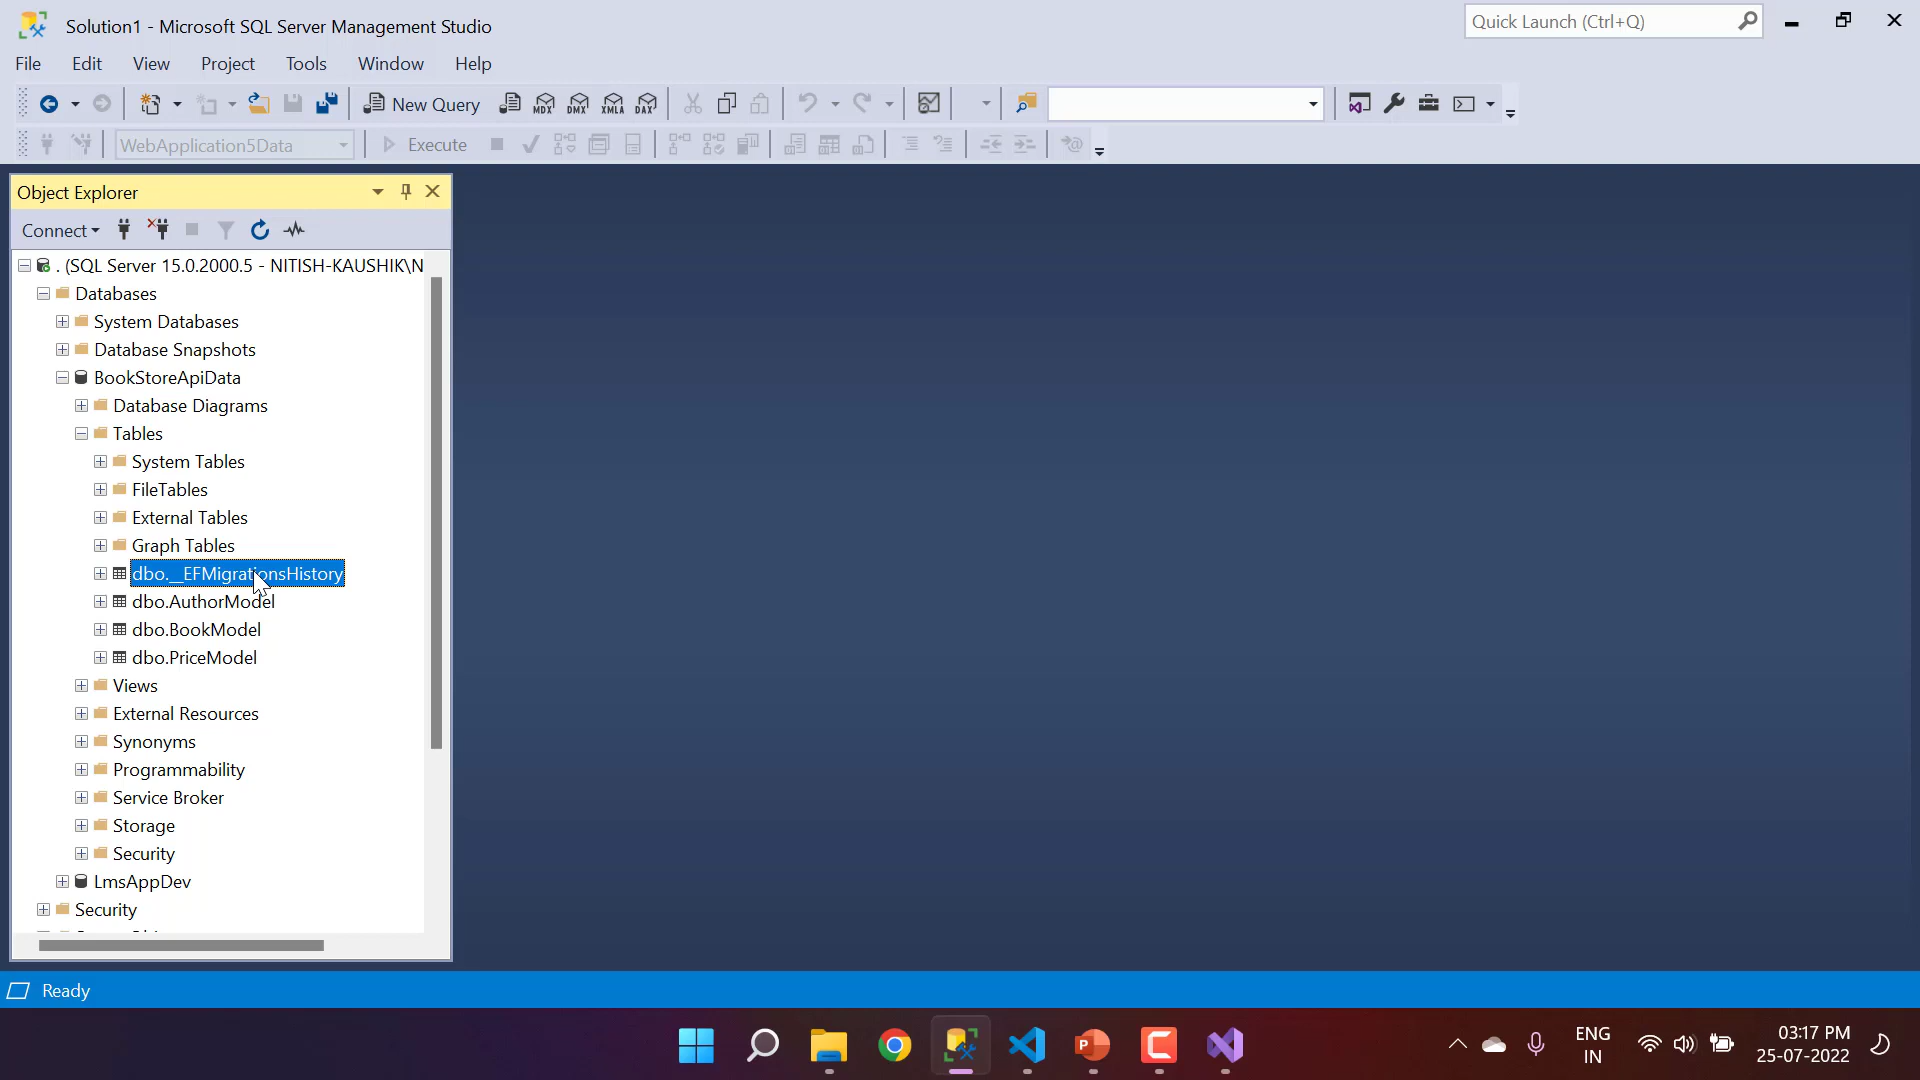 Solution1 - Microsoft SQL Server Management Studio
Quick Launch (Ctrl+Q)
File Edit View Project Tools Window Help
New Query MDX DMX XMLA DAX
WebApplication5Data Execute
Object Explorer
Connect
. (SQL Server 15.0.2000.5 - NITISH-KAUSHIK\N
Databases
System Databases
Database Snapshots
BookStoreApiData
Database Diagrams
Tables
System Tables
FileTables
External Tables
Graph Tables
dbo.__EFMigrationsHistory
dbo.AuthorModel
dbo.BookModel
dbo.PriceModel
Views
External Resources
Synonyms
Programmability
Service Broker
Storage
Security
LmsAppDev
Security
Ready
ENG
IN
03:17 PM
25-07-2022